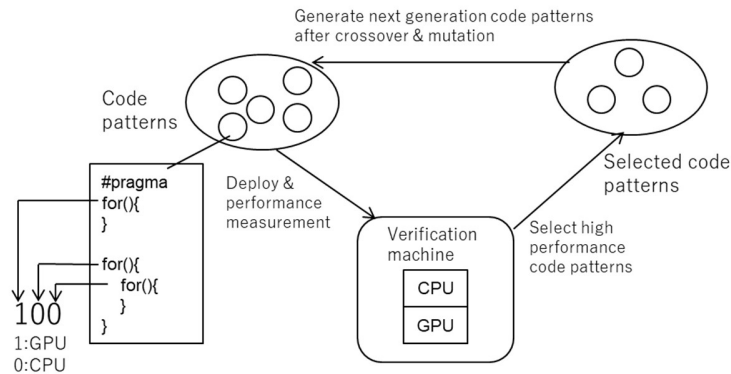 Generate next generation code patterns
after crossover & mutation
Code
patterns
#pragma
for(){
}
for(){
for(){
}
}
100
1:GPU
0:CPU
Deploy &
performance
measurement
Verification
machine
CPU
GPU
Select high
performance
code patterns
Selected code
patterns